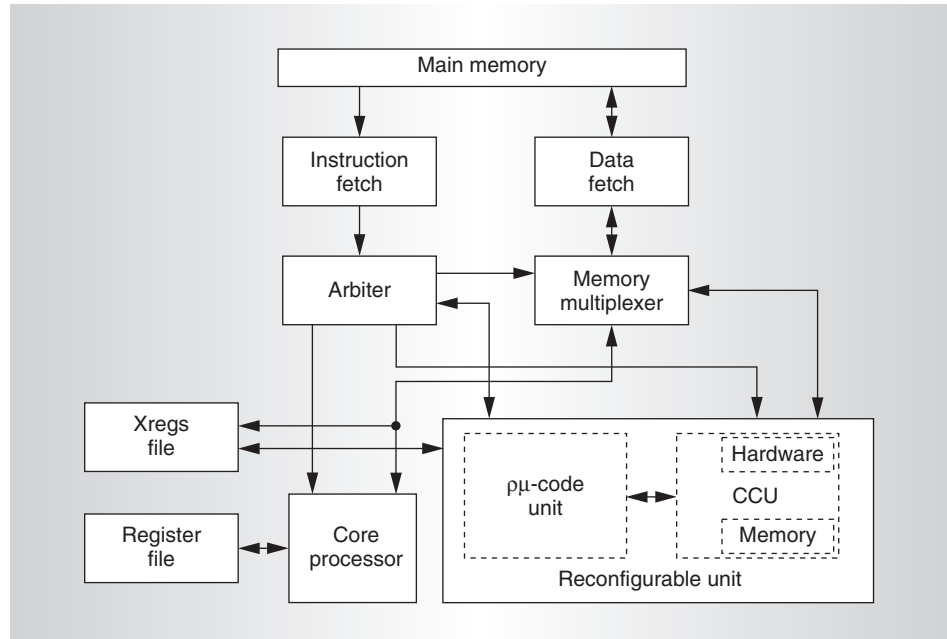 Main memory
Instruction
fetch
Data
fetch
Arbiter
Memory
multiplexer
Xregs
file
Register
file
Core
processor
ρμ-code
unit
Hardware
CCU
Memory
Reconfigurable unit